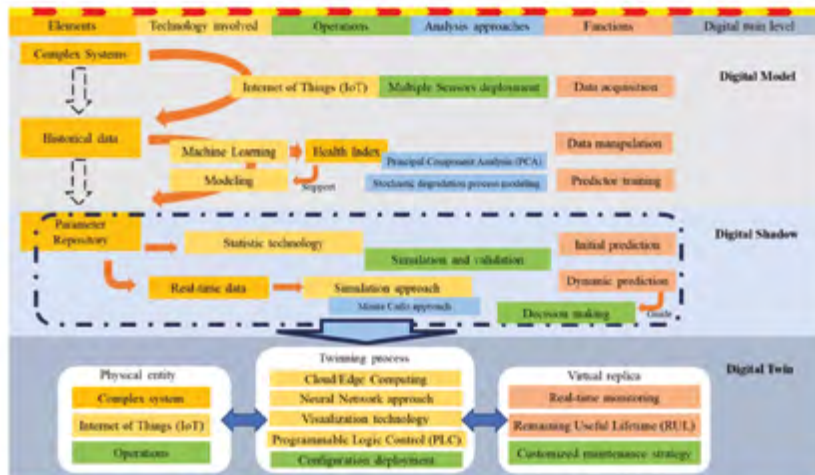 Elements Technology involved Operations Analysis approaches Functions Digital twin level
Complex Systems
Digital Model
Internet of Things (IoT) Multiple Sensors deployment Data acquisition
Historical data
Machine Learning Health Index Data manipelation
Principal Component Analysis (PCA)
Modeling Support Stochastic degradation process modeling Predictor training
Parameter
Repository
Digital Shadow
Statistic technology Initial prediction
Simulation and validation
Real-time data Simulation approach Dynamic prediction
Monte Carlo approach Decision making Guide
Physical entity Twinning process Virtual replica Digital Twin
Complex system Cloud/Edge Computing Real-time monitoring
Neural Network approach
Internet of Things (IoT) Visualization technology Remaining Useful Lifetime (RUL)
Programmable Logic Control (PLC)
Operations Configuration deployment Customized maintenance strategy